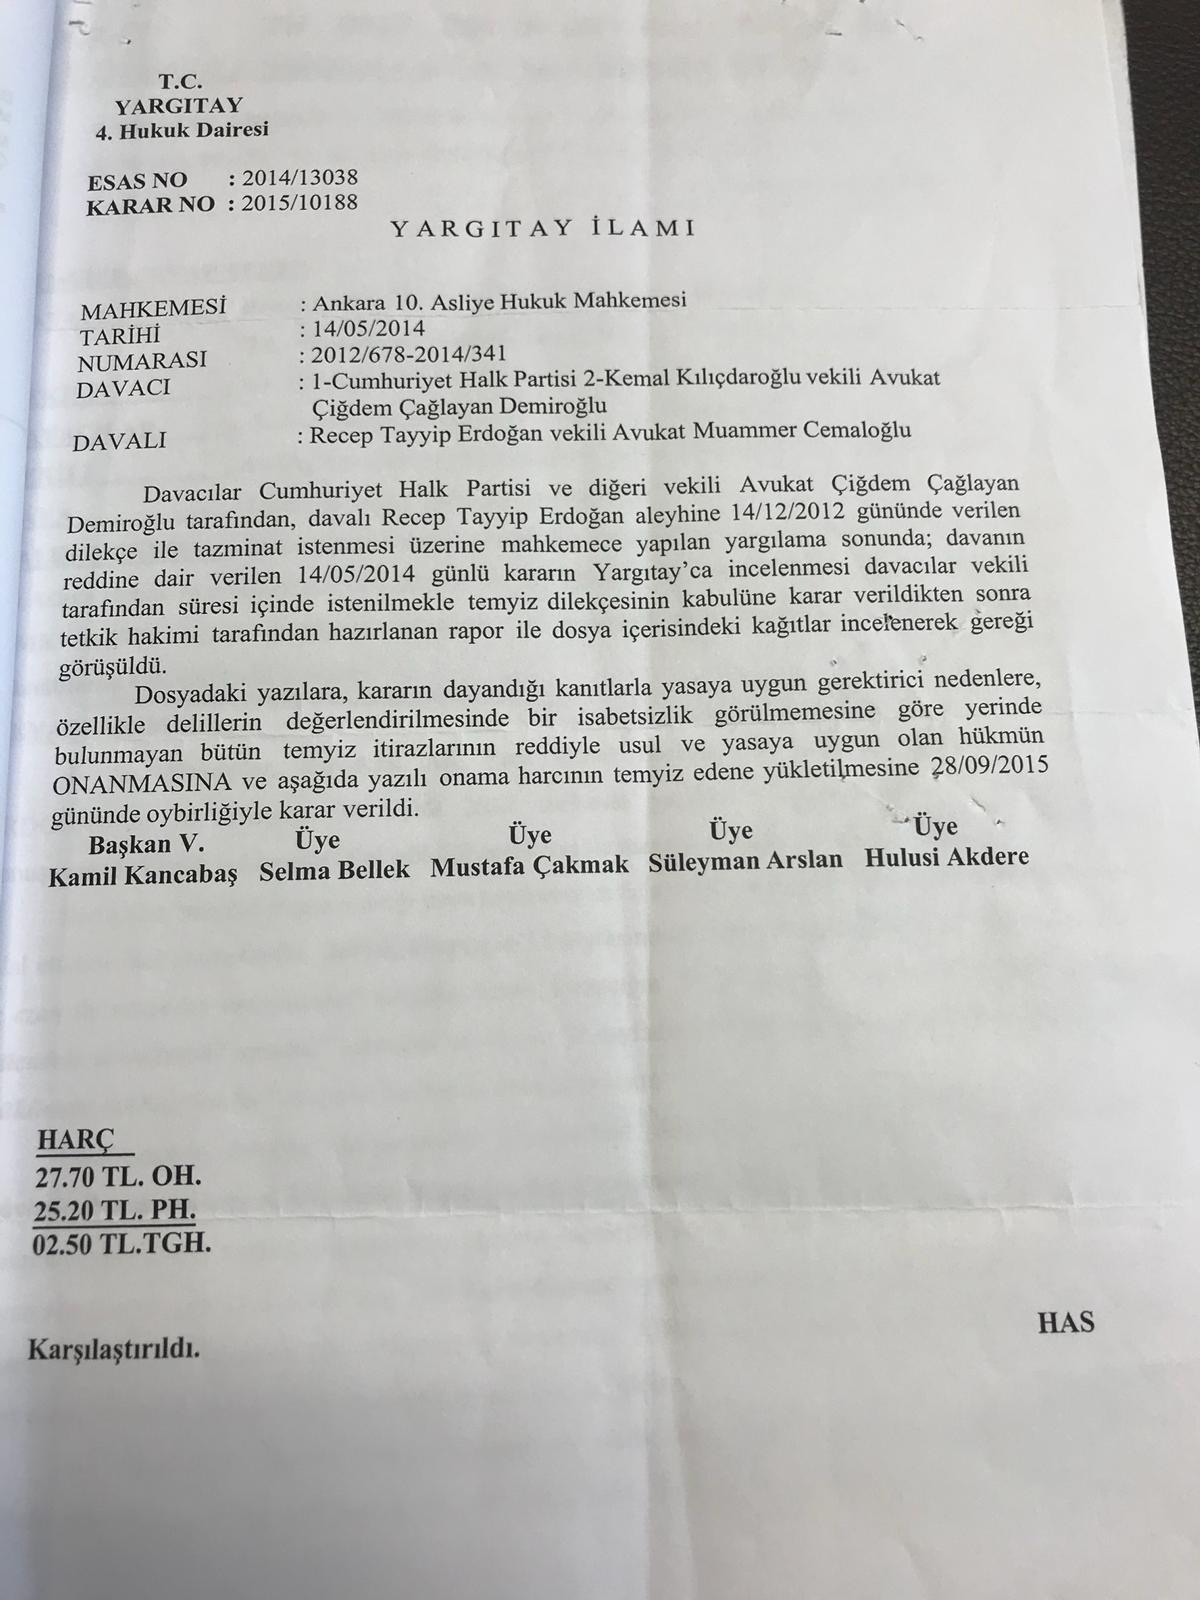 T.C.
YARGITAY
4. Hukuk Dairesi
ESAS NO : 2014/13038
KARAR NO : 2015/10188
YARGITAY İLAMI
MAHKEMESİ : Ankara 10. Asliye Hukuk Mahkemesi
TARİHİ : 14/05/2014
NUMARASI : 2012/678-2014/341
DAVACI : 1-Cumhuriyet Halk Partisi 2-Kemal Kılıçdaroğlu vekili Avukat
Çiğdem Çağlayan Demiroğlu
DAVALI : Recep Tayyip Erdoğan vekili Avukat Muammer Cemaloğlu
Davacılar Cumhuriyet Halk Partisi ve diğeri vekili Avukat Çiğdem Çağlayan
Demiroğlu tarafından, davalı Recep Tayyip Erdoğan aleyhine 14/12/2012 gününde verilen
dilekçe ile tazminat istenmesi üzerine mahkemece yapılan yargılama sonunda; davanın
reddine dair verilen 14/05/2014 günlü kararın Yargıtay'ca incelenmesi davacılar vekili
tarafından süresi içinde istenilmekle temyiz dilekçesinin kabulüne karar verildikten sonra
tetkik hakimi tarafından hazırlanan rapor ile dosya içerisindeki kağıtlar incelenerek gereği
görüşüldü.
Dosyadaki yazılara, kararın dayandığı kanıtlarla yasaya uygun gerektirici nedenlere,
özellikle delillerin değerlendirilmesinde bir isabetsizlik görülmemesine göre yerinde
bulunmayan bütün temyiz itirazlarının reddiyle usul ve yasaya uygun olan hükmün
ONANMASINA ve aşağıda yazılı onama harcının temyiz edene yükletilmesine 28/09/2015
gününde oybirliğiyle karar verildi.
Başkan V. Üye Üye Üye Üye
Kamil Kancabaş Selma Bellek Mustafa Çakmak Süleyman Arslan Hulusi Akdere
HARÇ
27.70 TL. OH.
25.20 TL. PH.
02.50 TL.TGH.
HAS
Karşılaştırıldı.